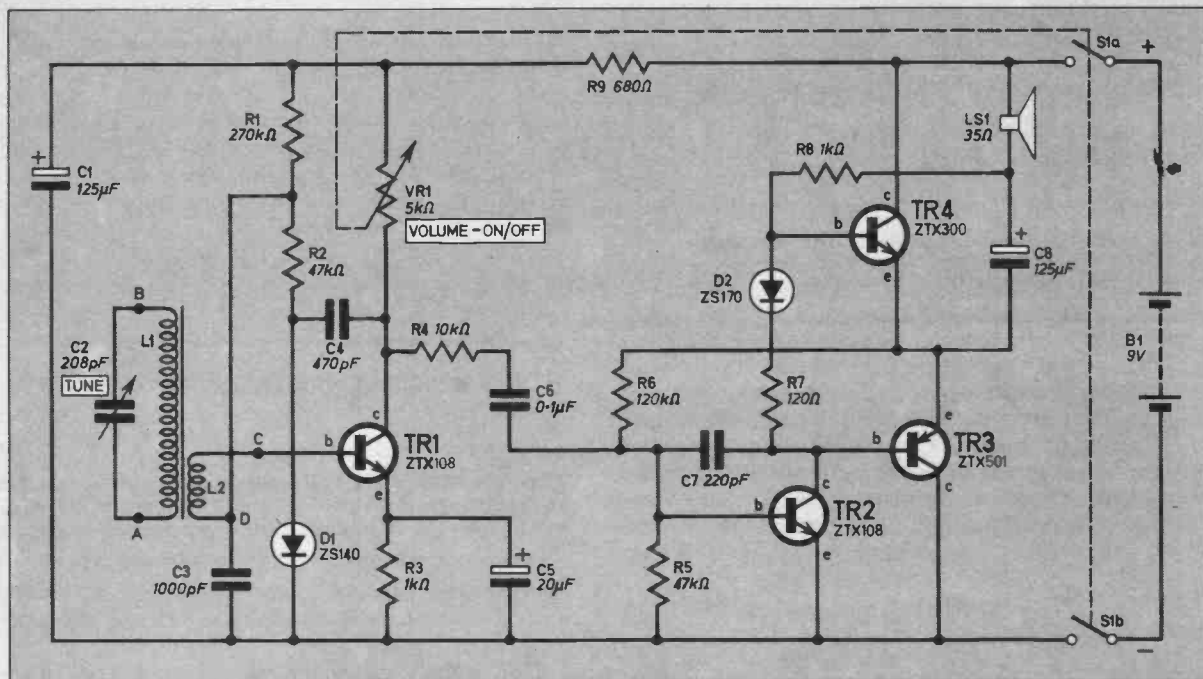 S1a
+
R9 680Ω
R1
270kΩ
LS1
35Ω
R8 1kΩ
+
C1
125µF
VR1
5kΩ
VOLUME - ON/OFF
c
TR4
ZTX300
b
e
+
C8
125µF
R2
47kΩ
D2
ZS170
B
L1
C2
208pF
TUNE
C4
470pF
R4 10kΩ
B1
9V
C6
0·1µF
R6
120kΩ
R7
120Ω
c
C
b
TR1
ZTX108
e
e
b
TR3
ZTX501
c
C7 220pF
L2
A
D
c
b
TR2
ZTX108
e
D1
ZS140
C3
1000pF
R3
1kΩ
+
C5
20µF
R5
47kΩ
S1b
−